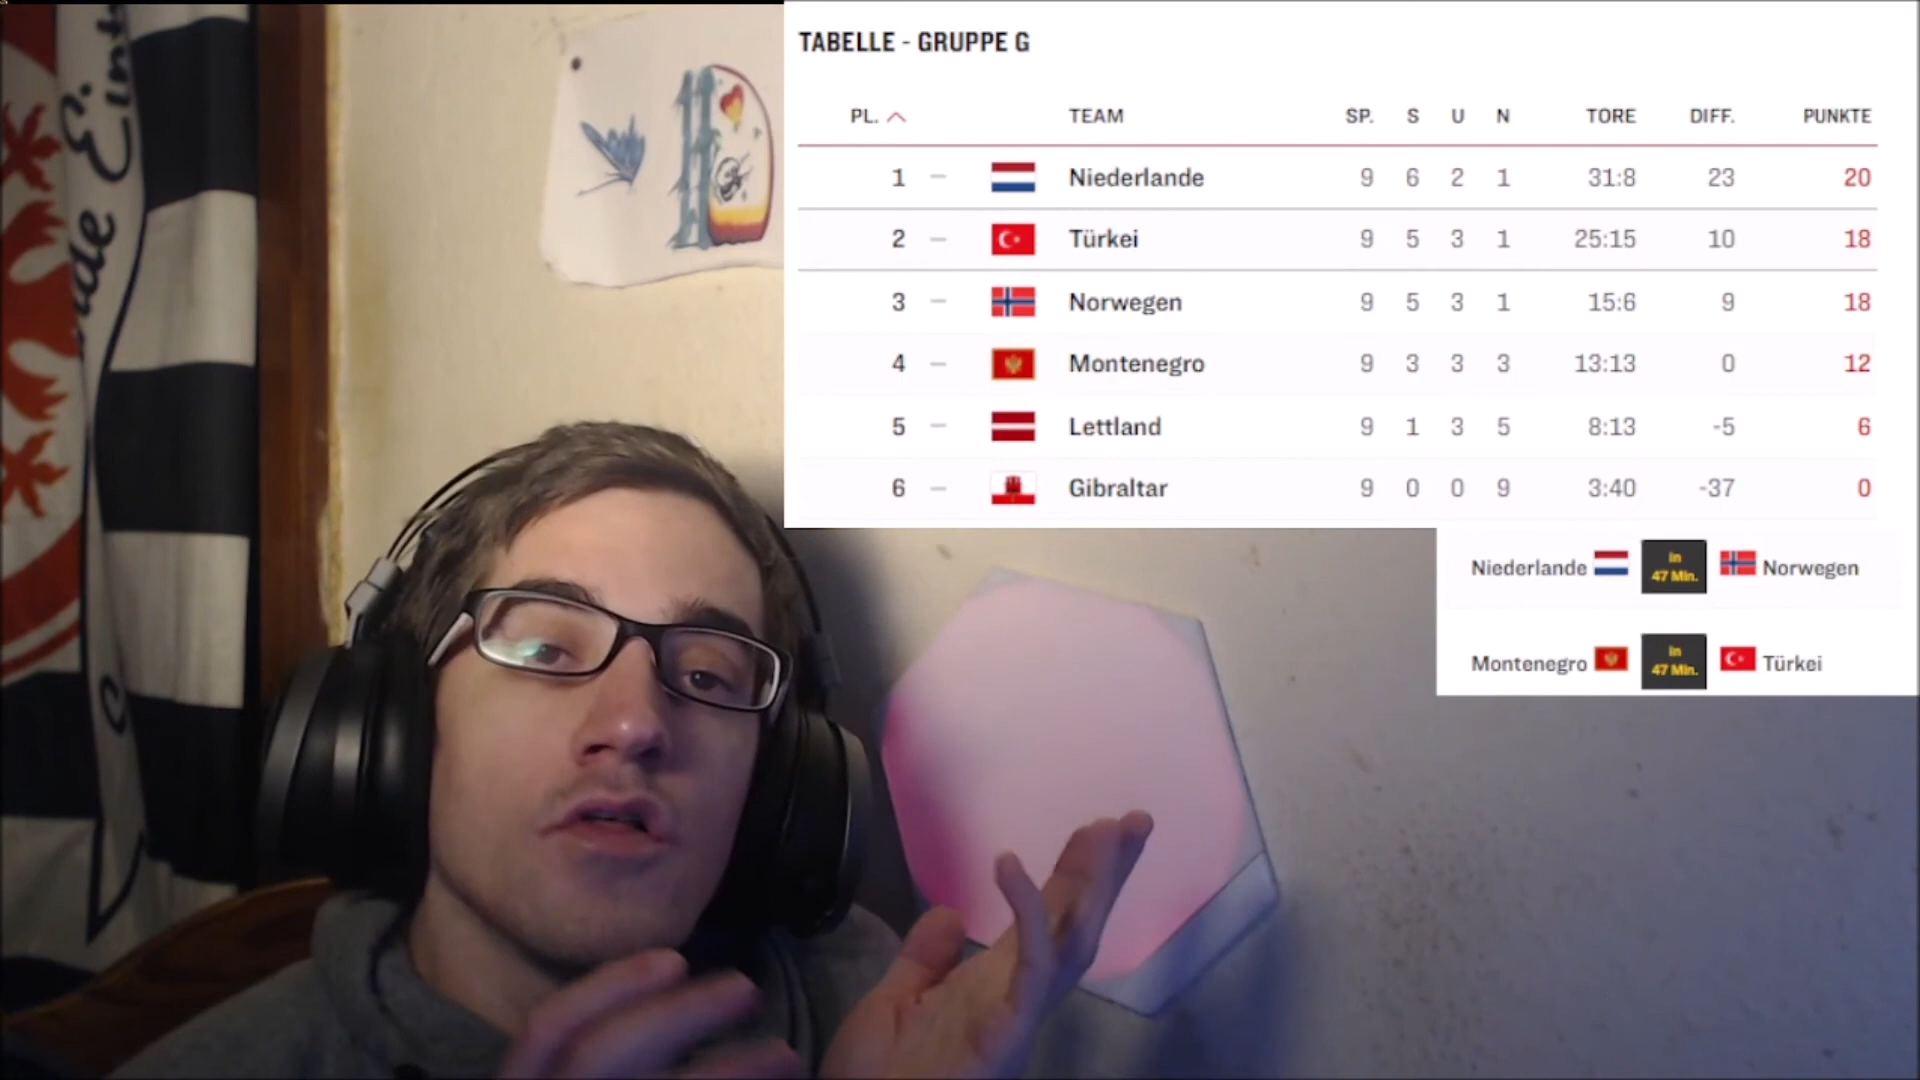 TABELLE - GRUPPE G
PL. TEAM SP. S U N TORE DIFF. PUNKTE
1 – Niederlande 9 6 2 1 31:8 23 20
2 – Türkei 9 5 3 1 25:15 10 18
3 – Norwegen 9 5 3 1 15:6 9 18
4 – Montenegro 9 3 3 3 13:13 0 12
5 – Lettland 9 1 3 5 8:13 -5 6
6 – Gibraltar 9 0 0 9 3:40 -37 0
Niederlande in 47 Min. Norwegen
Montenegro in 47 Min. Türkei